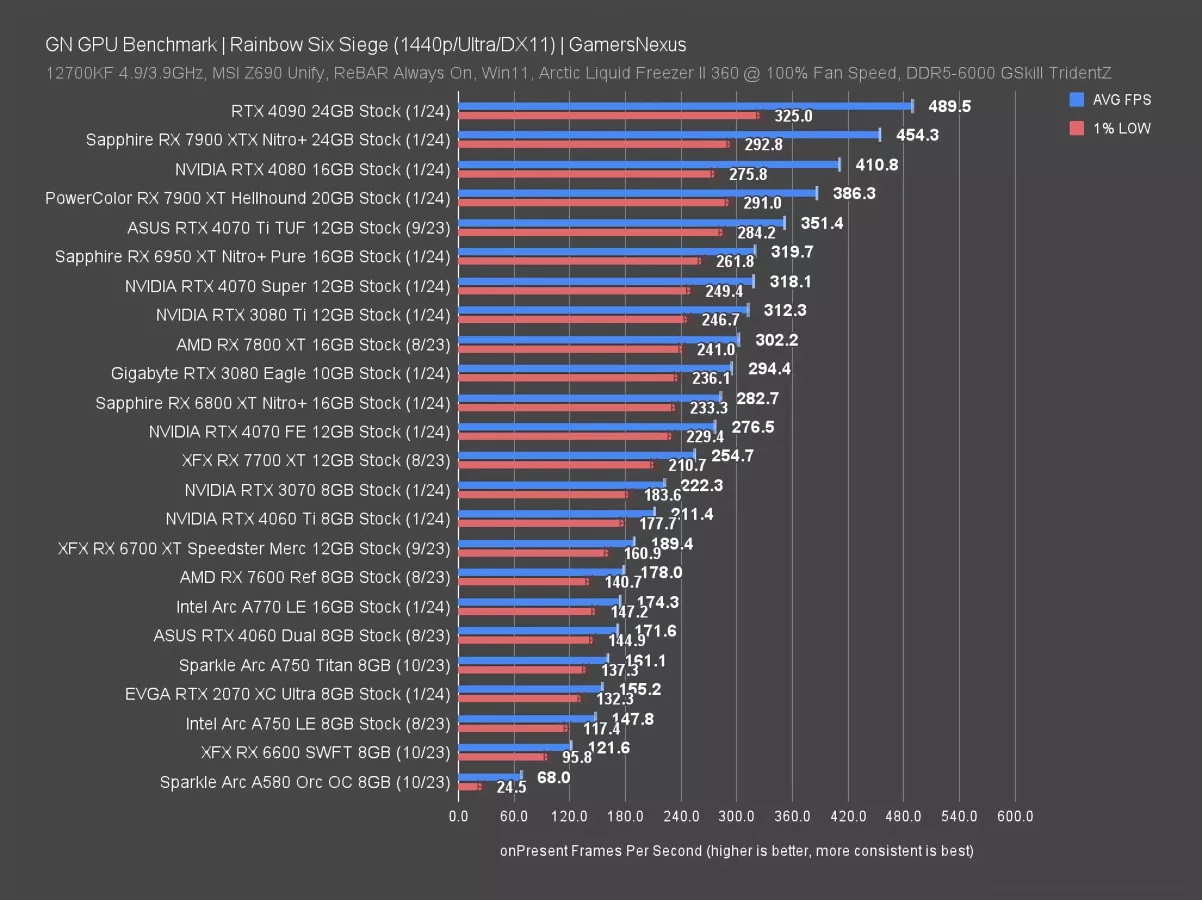 GN GPU Benchmark | Rainbow Six Siege (1440p/Ultra/DX11) | GamersNexus
12700KF 4.9/3.9GHz, MSI Z690 Unify, ReBAR Always On, Win11, Arctic Liquid Freezer II 360 @ 100% Fan Speed, DDR5-6000 GSkill TridentZ
AVG FPS
1% LOW
RTX 4090 24GB Stock (1/24) 489.5 325.0
Sapphire RX 7900 XTX Nitro+ 24GB Stock (1/24) 454.3 292.8
NVIDIA RTX 4080 16GB Stock (1/24) 410.8 275.8
PowerColor RX 7900 XT Hellhound 20GB Stock (1/24) 386.3 291.0
ASUS RTX 4070 Ti TUF 12GB Stock (9/23) 351.4 284.2
Sapphire RX 6950 XT Nitro+ Pure 16GB Stock (1/24) 319.7 261.8
NVIDIA RTX 4070 Super 12GB Stock (1/24) 318.1 249.4
NVIDIA RTX 3080 Ti 12GB Stock (1/24) 312.3 246.7
AMD RX 7800 XT 16GB Stock (8/23) 302.2 241.0
Gigabyte RTX 3080 Eagle 10GB Stock (1/24) 294.4 236.1
Sapphire RX 6800 XT Nitro+ 16GB Stock (1/24) 282.7 233.3
NVIDIA RTX 4070 FE 12GB Stock (1/24) 276.5 229.4
XFX RX 7700 XT 12GB Stock (8/23) 254.7 210.7
NVIDIA RTX 3070 8GB Stock (1/24) 222.3 183.6
NVIDIA RTX 4060 Ti 8GB Stock (1/24) 211.4 177.7
XFX RX 6700 XT Speedster Merc 12GB Stock (9/23) 189.4 160.9
AMD RX 7600 Ref 8GB Stock (8/23) 178.0 140.7
Intel Arc A770 LE 16GB Stock (1/24) 174.3 147.2
ASUS RTX 4060 Dual 8GB Stock (8/23) 171.6 144.9
Sparkle Arc A750 Titan 8GB (10/23) 161.1 137.3
EVGA RTX 2070 XC Ultra 8GB Stock (1/24) 155.2 132.3
Intel Arc A750 LE 8GB Stock (8/23) 147.8 117.4
XFX RX 6600 SWFT 8GB (10/23) 121.6 95.8
Sparkle Arc A580 Orc OC 8GB (10/23) 68.0 24.5
0.0 60.0 120.0 180.0 240.0 300.0 360.0 420.0 480.0 540.0 600.0
onPresent Frames Per Second (higher is better, more consistent is best)